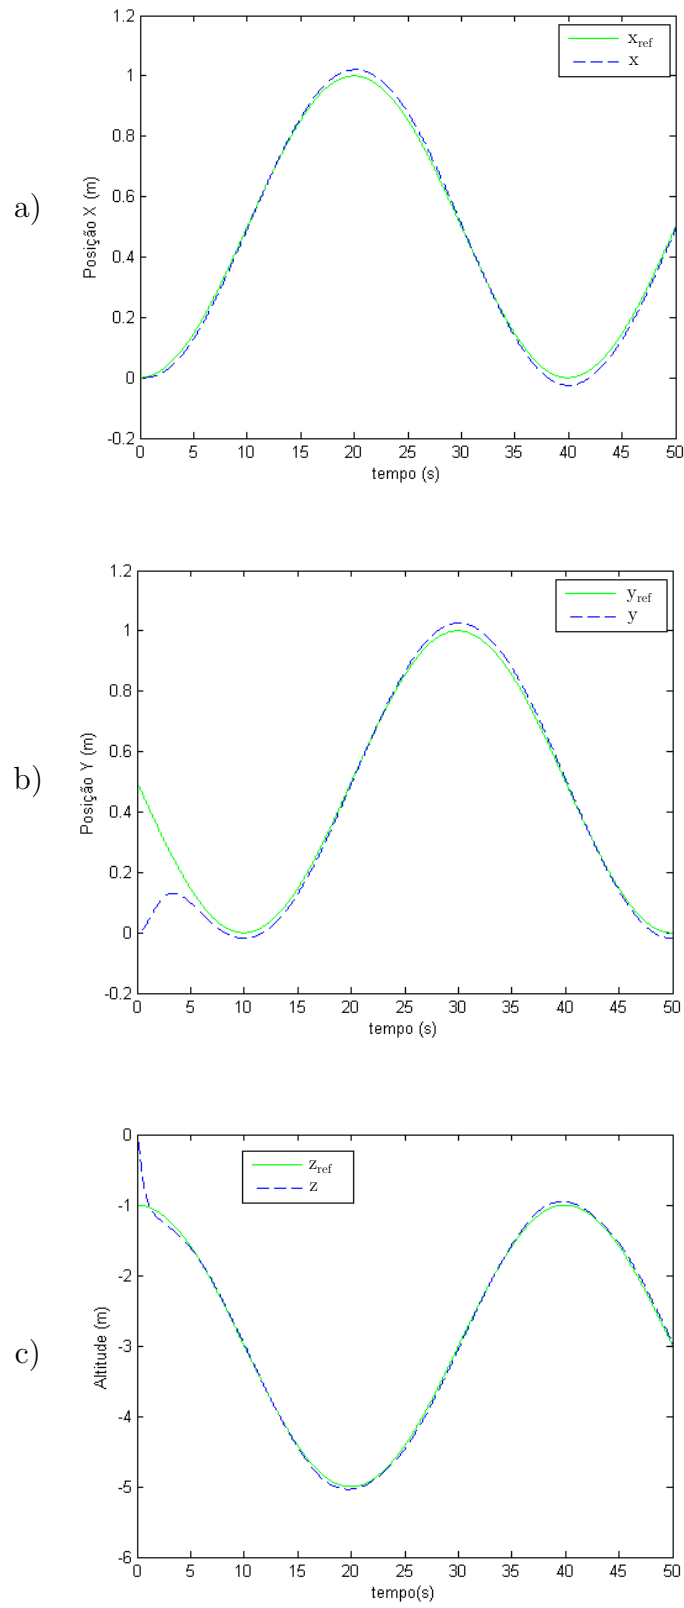 a)
Posição X (m)
1.2
1
0.8
0.6
0.4
0.2
0
-0.2
0 5 10 15 20 25 30 35 40 45 50
tempo (s)
x_ref
x
b)
Posição Y (m)
1.2
1
0.8
0.6
0.4
0.2
0
-0.2
0 5 10 15 20 25 30 35 40 45 50
tempo (s)
y_ref
y
c)
Altitude (m)
0
-1
-2
-3
-4
-5
-6
0 5 10 15 20 25 30 35 40 45 50
tempo(s)
z_ref
z